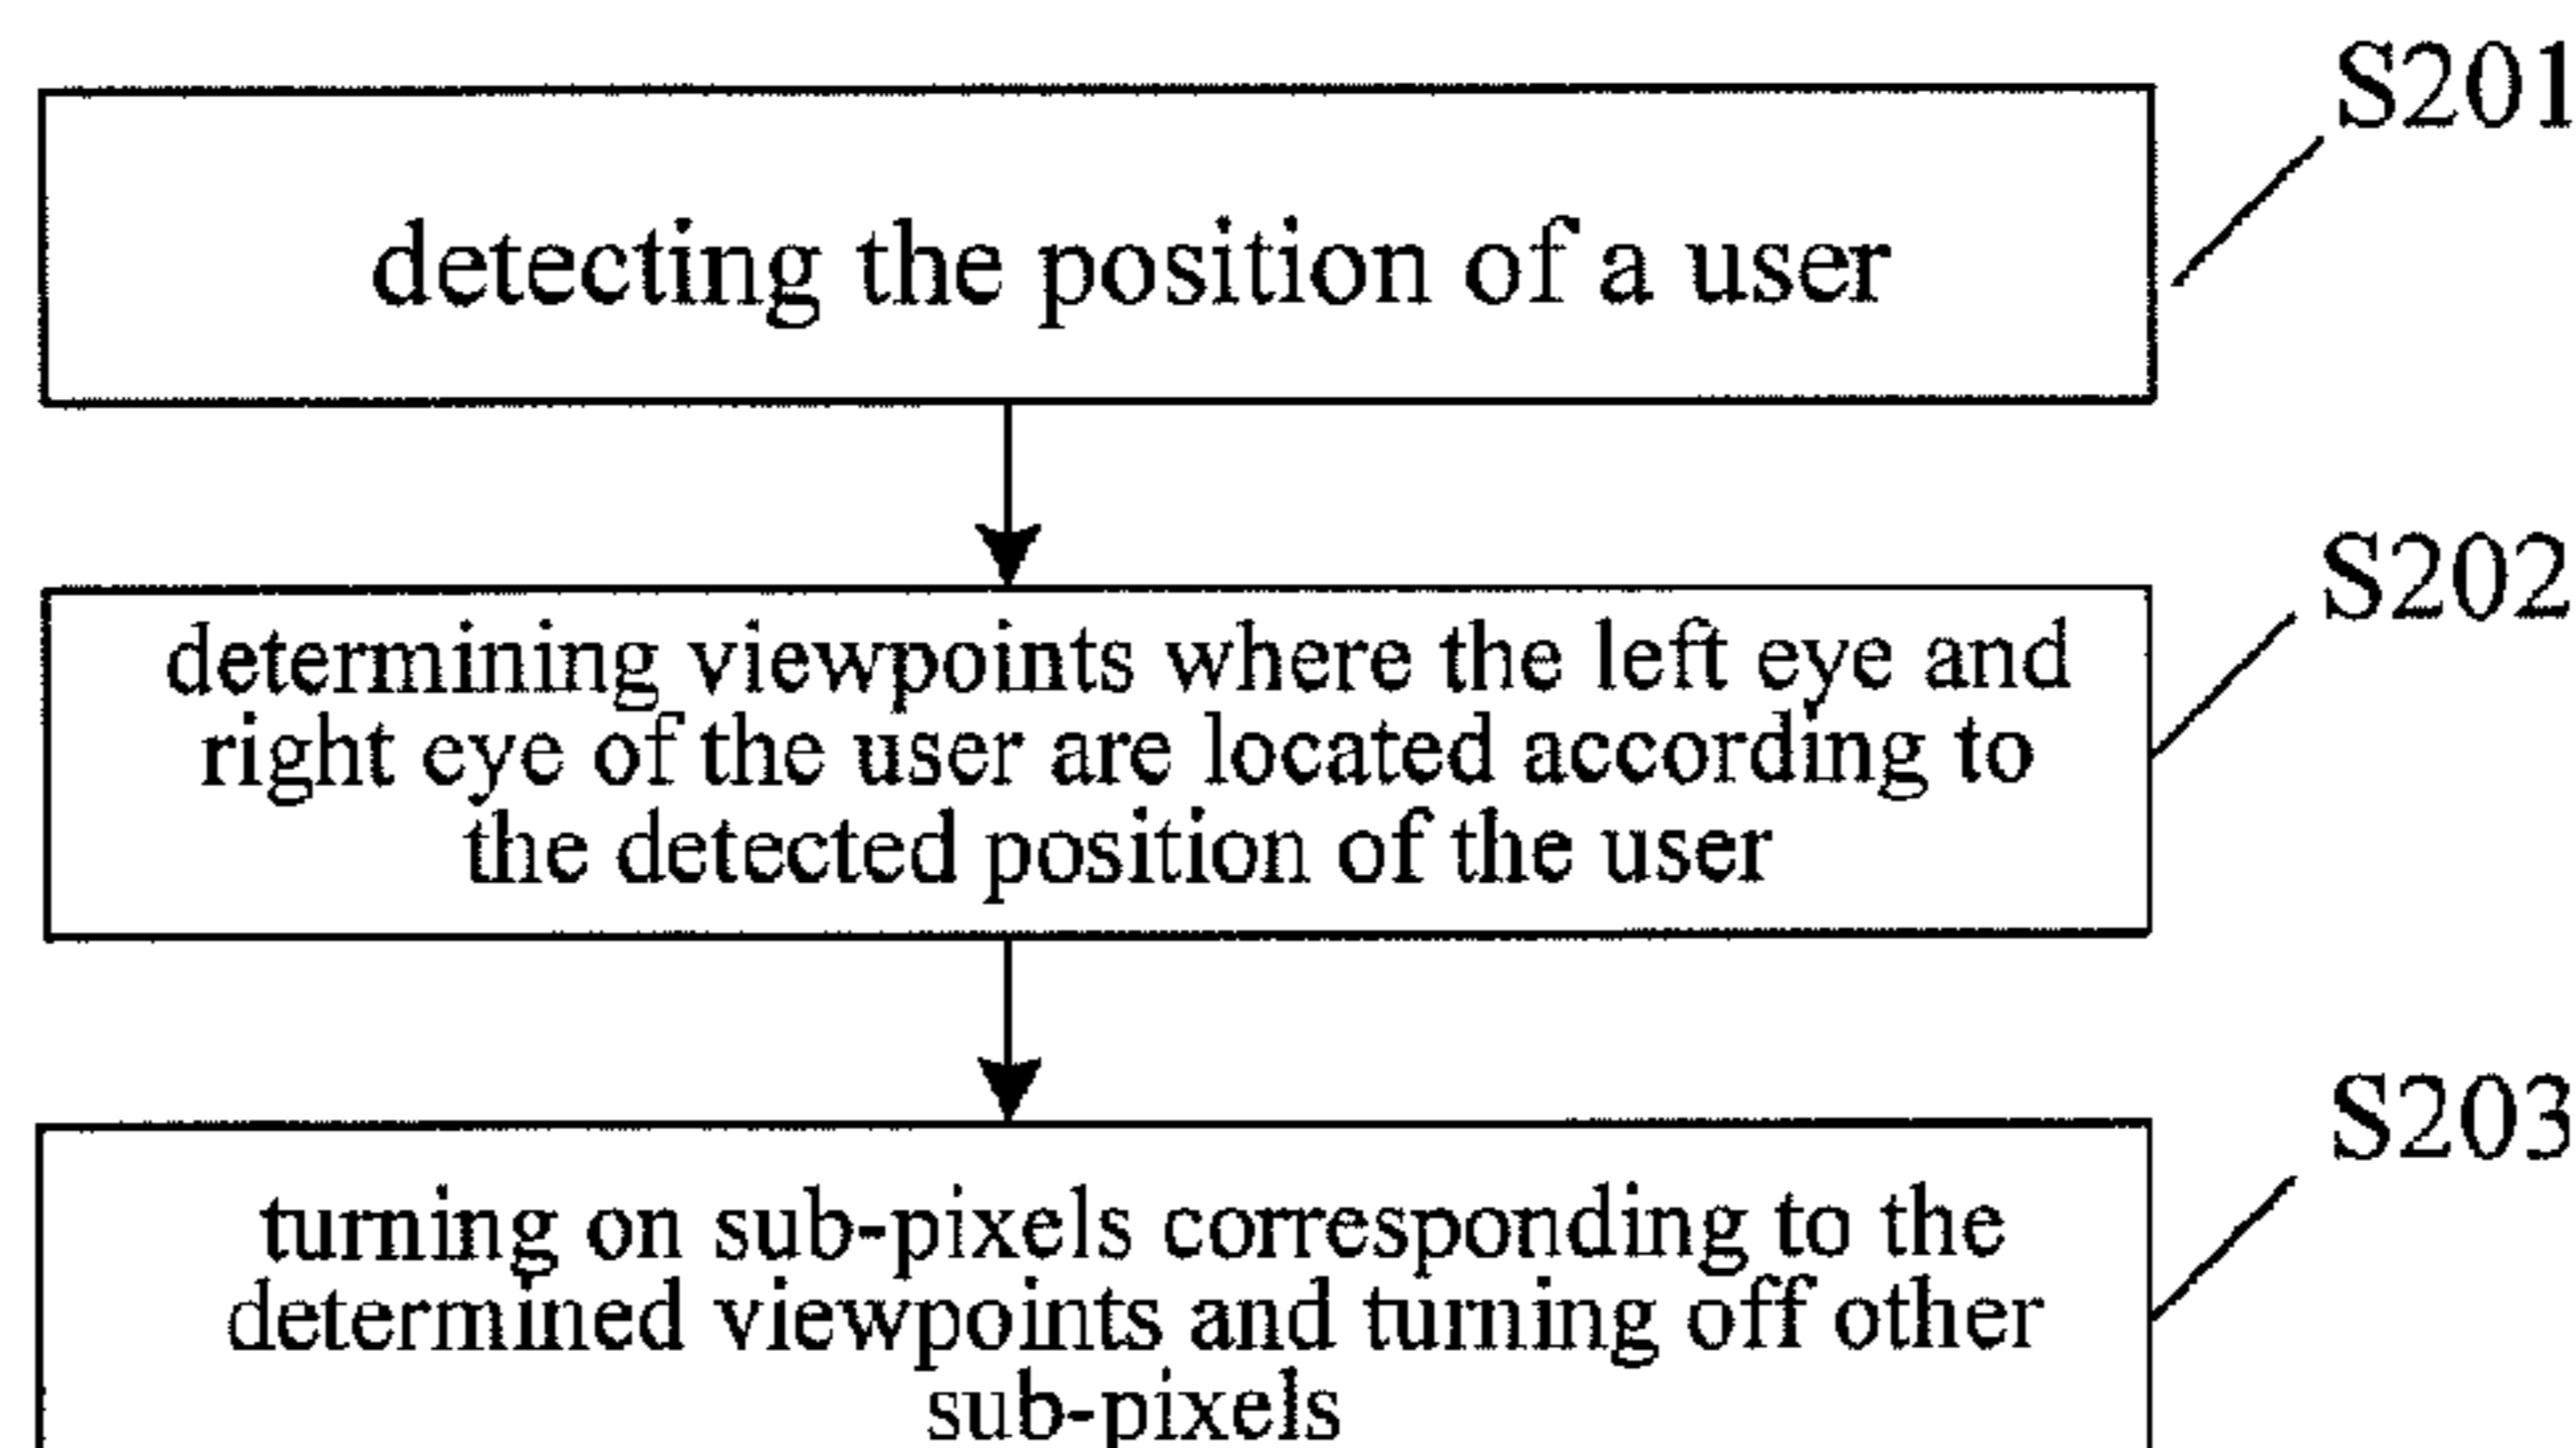 S201
detecting the position of a user
S202
determining viewpoints where the left eye and
right eye of the user are located according to
the detected position of the user
S203
turning on sub-pixels corresponding to the
determined viewpoints and turning off other
sub-pixels